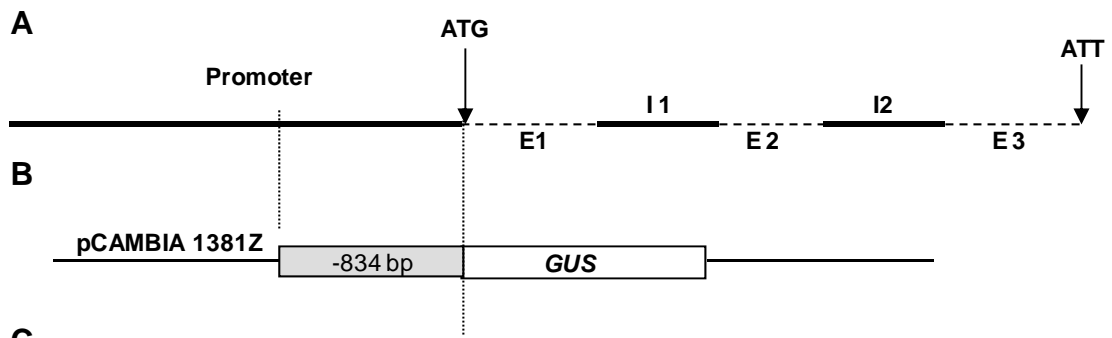 A
ATG
ATT
Promoter
I 1
I2
E1
E 2
E 3
B
pCAMBIA 1381Z
-834 bp
GUS
C